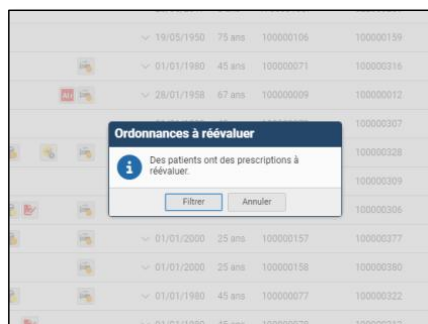 19/05/1950 75 ans 100000106 100000159
01/01/1980 45 ans 100000071 100000316
28/01/1958 67 ans 100000009 100000012
100000307
Ordonnances à réévaluer
100000328
Des patients ont des prescriptions à
réévaluer.
100000309
Filtrer Annuler
100000306
01/01/2000 25 ans 100000157 100000377
01/01/2000 25 ans 100000158 100000380
01/01/1980 45 ans 100000077 100000322